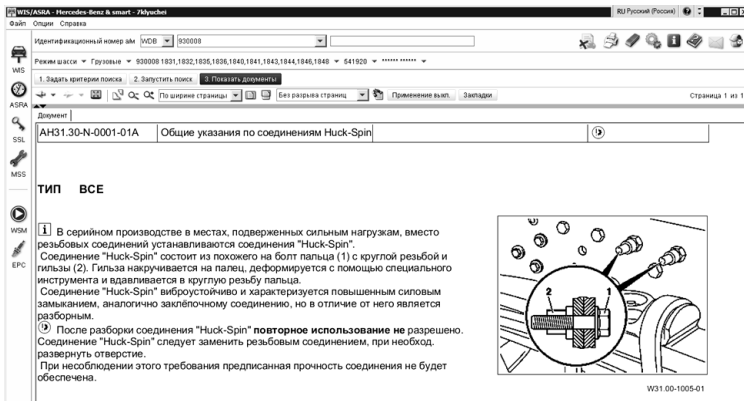 WIS/ASRA - Mercedes-Benz & smart - 7klyuchei
RU Русский (Россия)
Файл Опции Справка
Идентификационный номер а/м WDB 930008
Режим шасси Грузовые 930008 1831,1832,1835,1836,1840,1841,1843,1844,1846,1848 541920 ****** ******
1. Задать критерии поиска 2. Запустить поиск 3. Показать документы
По ширине страницы Без разрыва страниц Применение выкл. Закладки Страница 1 из 1
WIS
ASRA
SSL
MSS
WSM
EPC
Документ
AH31.30-N-0001-01A Общие указания по соединениям Huck-Spin
ТИП ВСЕ
i В серийном производстве в местах, подверженных сильным нагрузкам, вместо
резьбовых соединений устанавливаются соединения "Huck-Spin".
Соединение "Huck-Spin" состоит из похожего на болт пальца (1) с круглой резьбой и
гильзы (2). Гильза накручивается на палец, деформируется с помощью специального
инструмента и вдавливается в круглую резьбу пальца.
Соединение "Huck-Spin" виброустойчиво и характеризуется повышенным силовым
замыканием, аналогично заклёпочному соединению, но в отличие от него является
разборным.
После разборки соединения "Huck-Spin" повторное использование не разрешено.
Соединение "Huck-Spin" следует заменить резьбовым соединением, при необход.
развернуть отверстие.
При несоблюдении этого требования предписанная прочность соединения не будет
обеспечена.
2 1
W31.00-1005-01